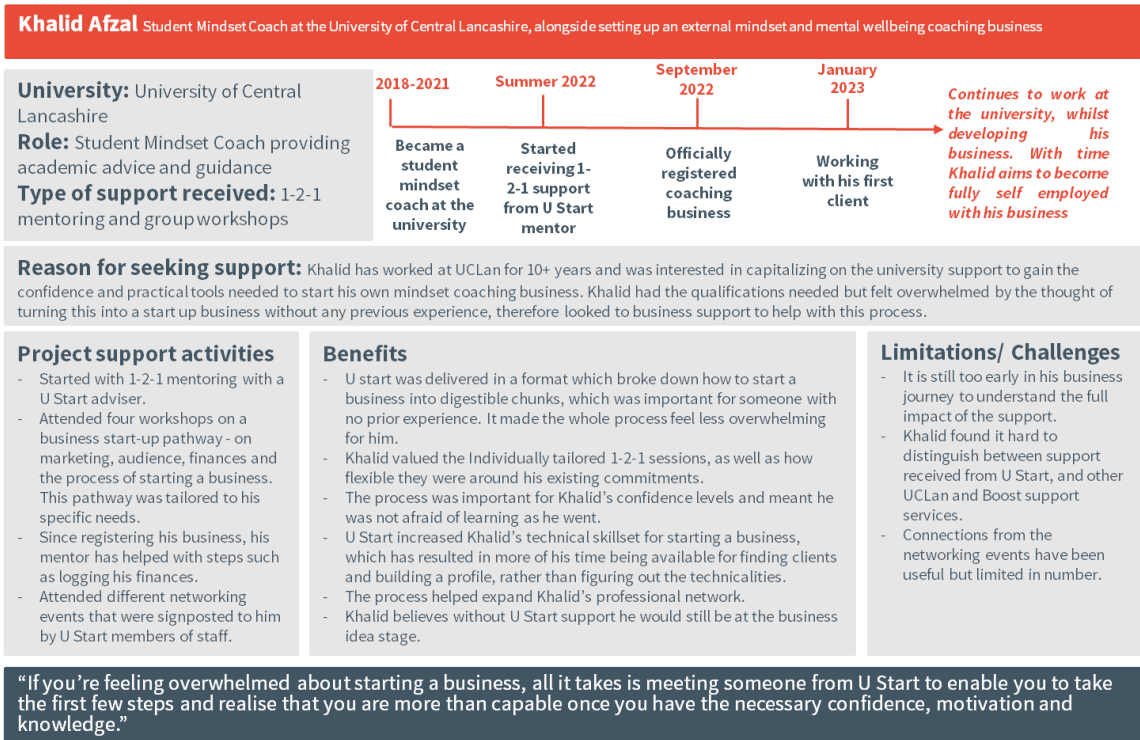 Khalid Afzal Student Mindset Coach at the University of Central Lancashire, alongside setting up an external mindset and mental wellbeing coaching business
University: University of Central
Lancashire
Role: Student Mindset Coach providing
academic advice and guidance
Type of support received: 1-2-1
mentoring and group workshops
2018-2021
Became a
student
mindset
coach at the
university
Summer 2022
Started
receiving 1-
2-1 support
from U Start
mentor
September
2022
Officially
registered
coaching
business
January
2023
Working
with his first
client
Continues to work at
the university, whilst
developing his
business. With time
Khalid aims to become
fully self employed
with his business
Reason for seeking support: Khalid has worked at UCLan for 10+ years and was interested in capitalizing on the university support to gain the
confidence and practical tools needed to start his own mindset coaching business. Khalid had the qualifications needed but felt overwhelmed by the thought of
turning this into a start up business without any previous experience, therefore looked to business support to help with this process.
Project support activities
- Started with 1-2-1 mentoring with a
U Start adviser.
- Attended four workshops on a
business start-up pathway - on
marketing, audience, finances and
the process of starting a business.
This pathway was tailored to his
specific needs.
- Since registering his business, his
mentor has helped with steps such
as logging his finances.
- Attended different networking
events that were signposted to him
by U Start members of staff.
Benefits
- U start was delivered in a format which broke down how to start a
business into digestible chunks, which was important for someone with
no prior experience. It made the whole process feel less overwhelming
for him.
- Khalid valued the Individually tailored 1-2-1 sessions, as well as how
flexible they were around his existing commitments.
- The process was important for Khalid's confidence levels and meant he
was not afraid of learning as he went.
- U Start increased Khalid's technical skillset for starting a business,
which has resulted in more of his time being available for finding clients
and building a profile, rather than figuring out the technicalities.
- The process helped expand Khalid's professional network.
- Khalid believes without U Start support he would still be at the business
idea stage.
Limitations/ Challenges
- It is still too early in his business
journey to understand the full
impact of the support.
- Khalid found it hard to
distinguish between support
received from U Start, and other
UCLan and Boost support
services.
- Connections from the
networking events have been
useful but limited in number.
“If you’re feeling overwhelmed about starting a business, all it takes is meeting someone from U Start to enable you to take
the first few steps and realise that you are more than capable once you have the necessary confidence, motivation and
knowledge.”